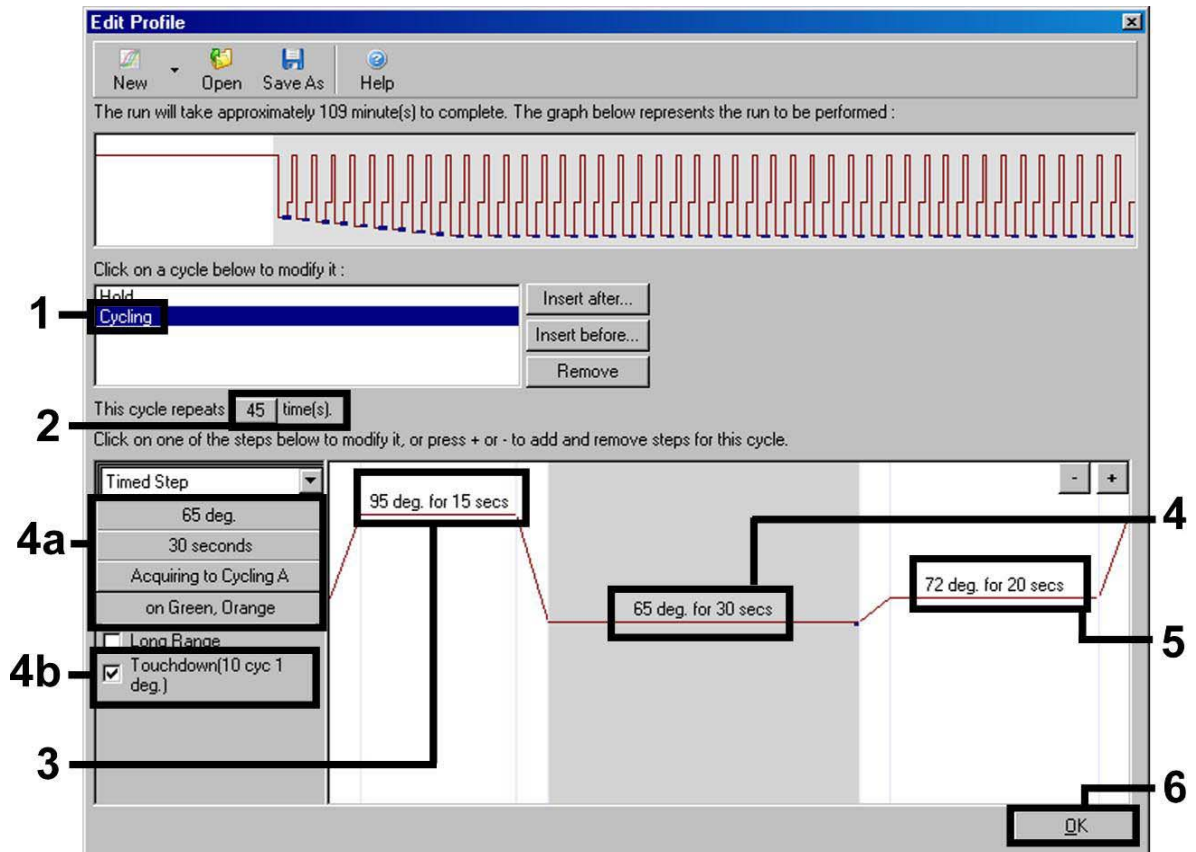 Edit Profile
New Open Save As Help
The run will take approximately 109 minute(s) to complete. The graph below represents the run to be performed :
Click on a cycle below to modify it :
Hold
1
Cycling
Insert after...
Insert before...
Remove
This cycle repeats 45 time(s).
2
Click on one of the steps below to modify it, or press + or - to add and remove steps for this cycle.
Timed Step
- +
4a
65 deg.
30 seconds
Acquiring to Cycling A
on Green, Orange
Long Range
4b
Touchdown(10 cyc 1
deg.)
95 deg. for 15 secs
3
65 deg. for 30 secs
4
72 deg. for 20 secs
5
6
OK